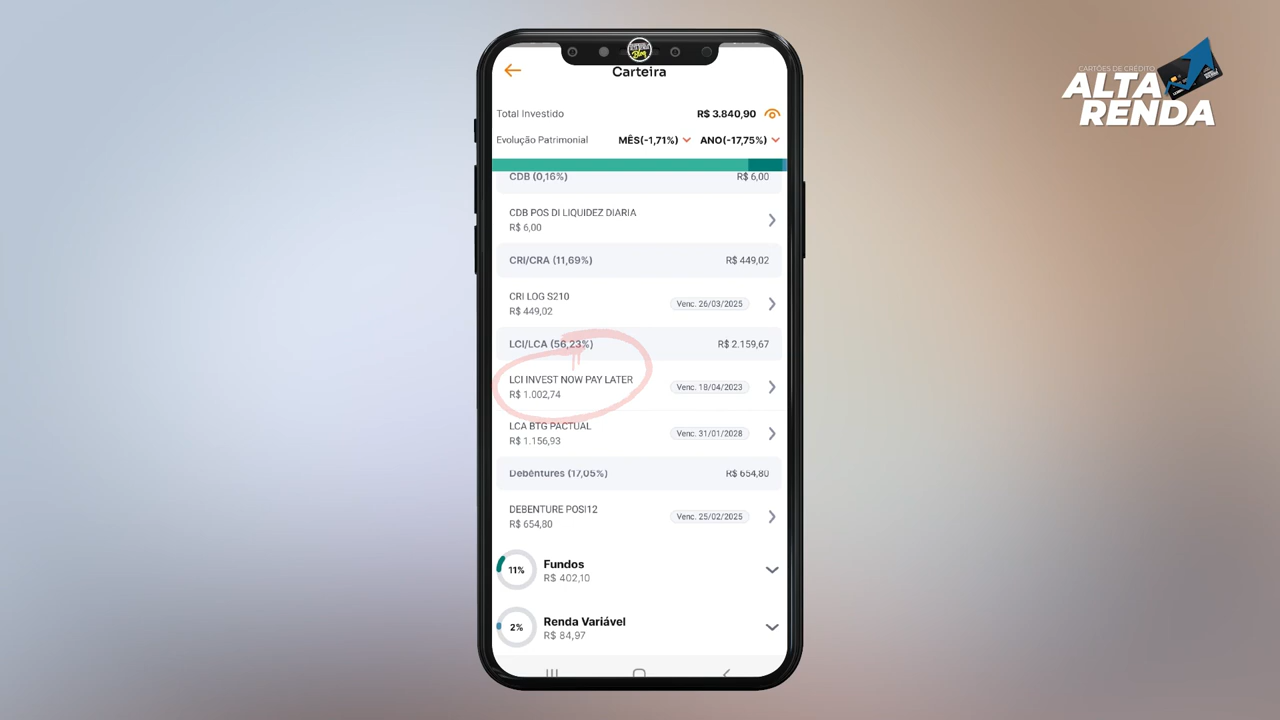 CARTÕES DE CRÉDITO
ALTA
RENDA
Carteira
Total Investido R$ 3.840,90
Evolução Patrimonial MÊS(-1,71%) ANO(-17,75%)
CDB (0,16%) R$ 6,00
CDB POS DI LIQUIDEZ DIARIA
R$ 6,00
CRI/CRA (11,69%) R$ 449,02
CRI LOG S210
R$ 449,02
Venc. 26/03/2025
LCI/LCA (56,23%) R$ 2.159,67
LCI INVEST NOW PAY LATER
R$ 1.002,74
Venc. 18/04/2023
LCA BTG PACTUAL
R$ 1.156,93
Venc. 31/01/2028
Debêntures (17,05%) R$ 654,80
DEBENTURE POSI12
R$ 654,80
Venc. 25/02/2025
11%
Fundos
R$ 402,10
2%
Renda Variável
R$ 84,97